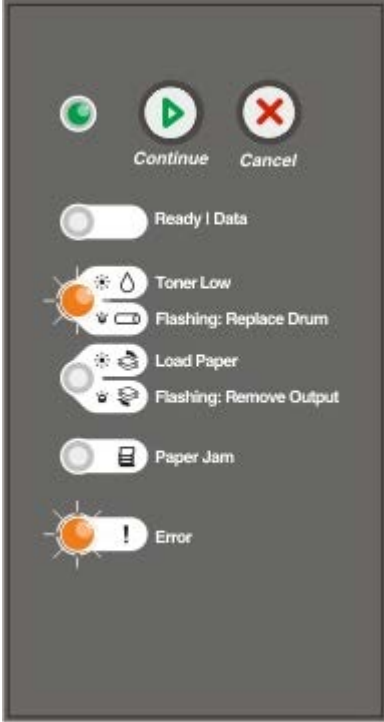 Continue
Cancel
Ready | Data
Toner Low
Flashing: Replace Drum
Load Paper
Flashing: Remove Output
Paper Jam
! Error